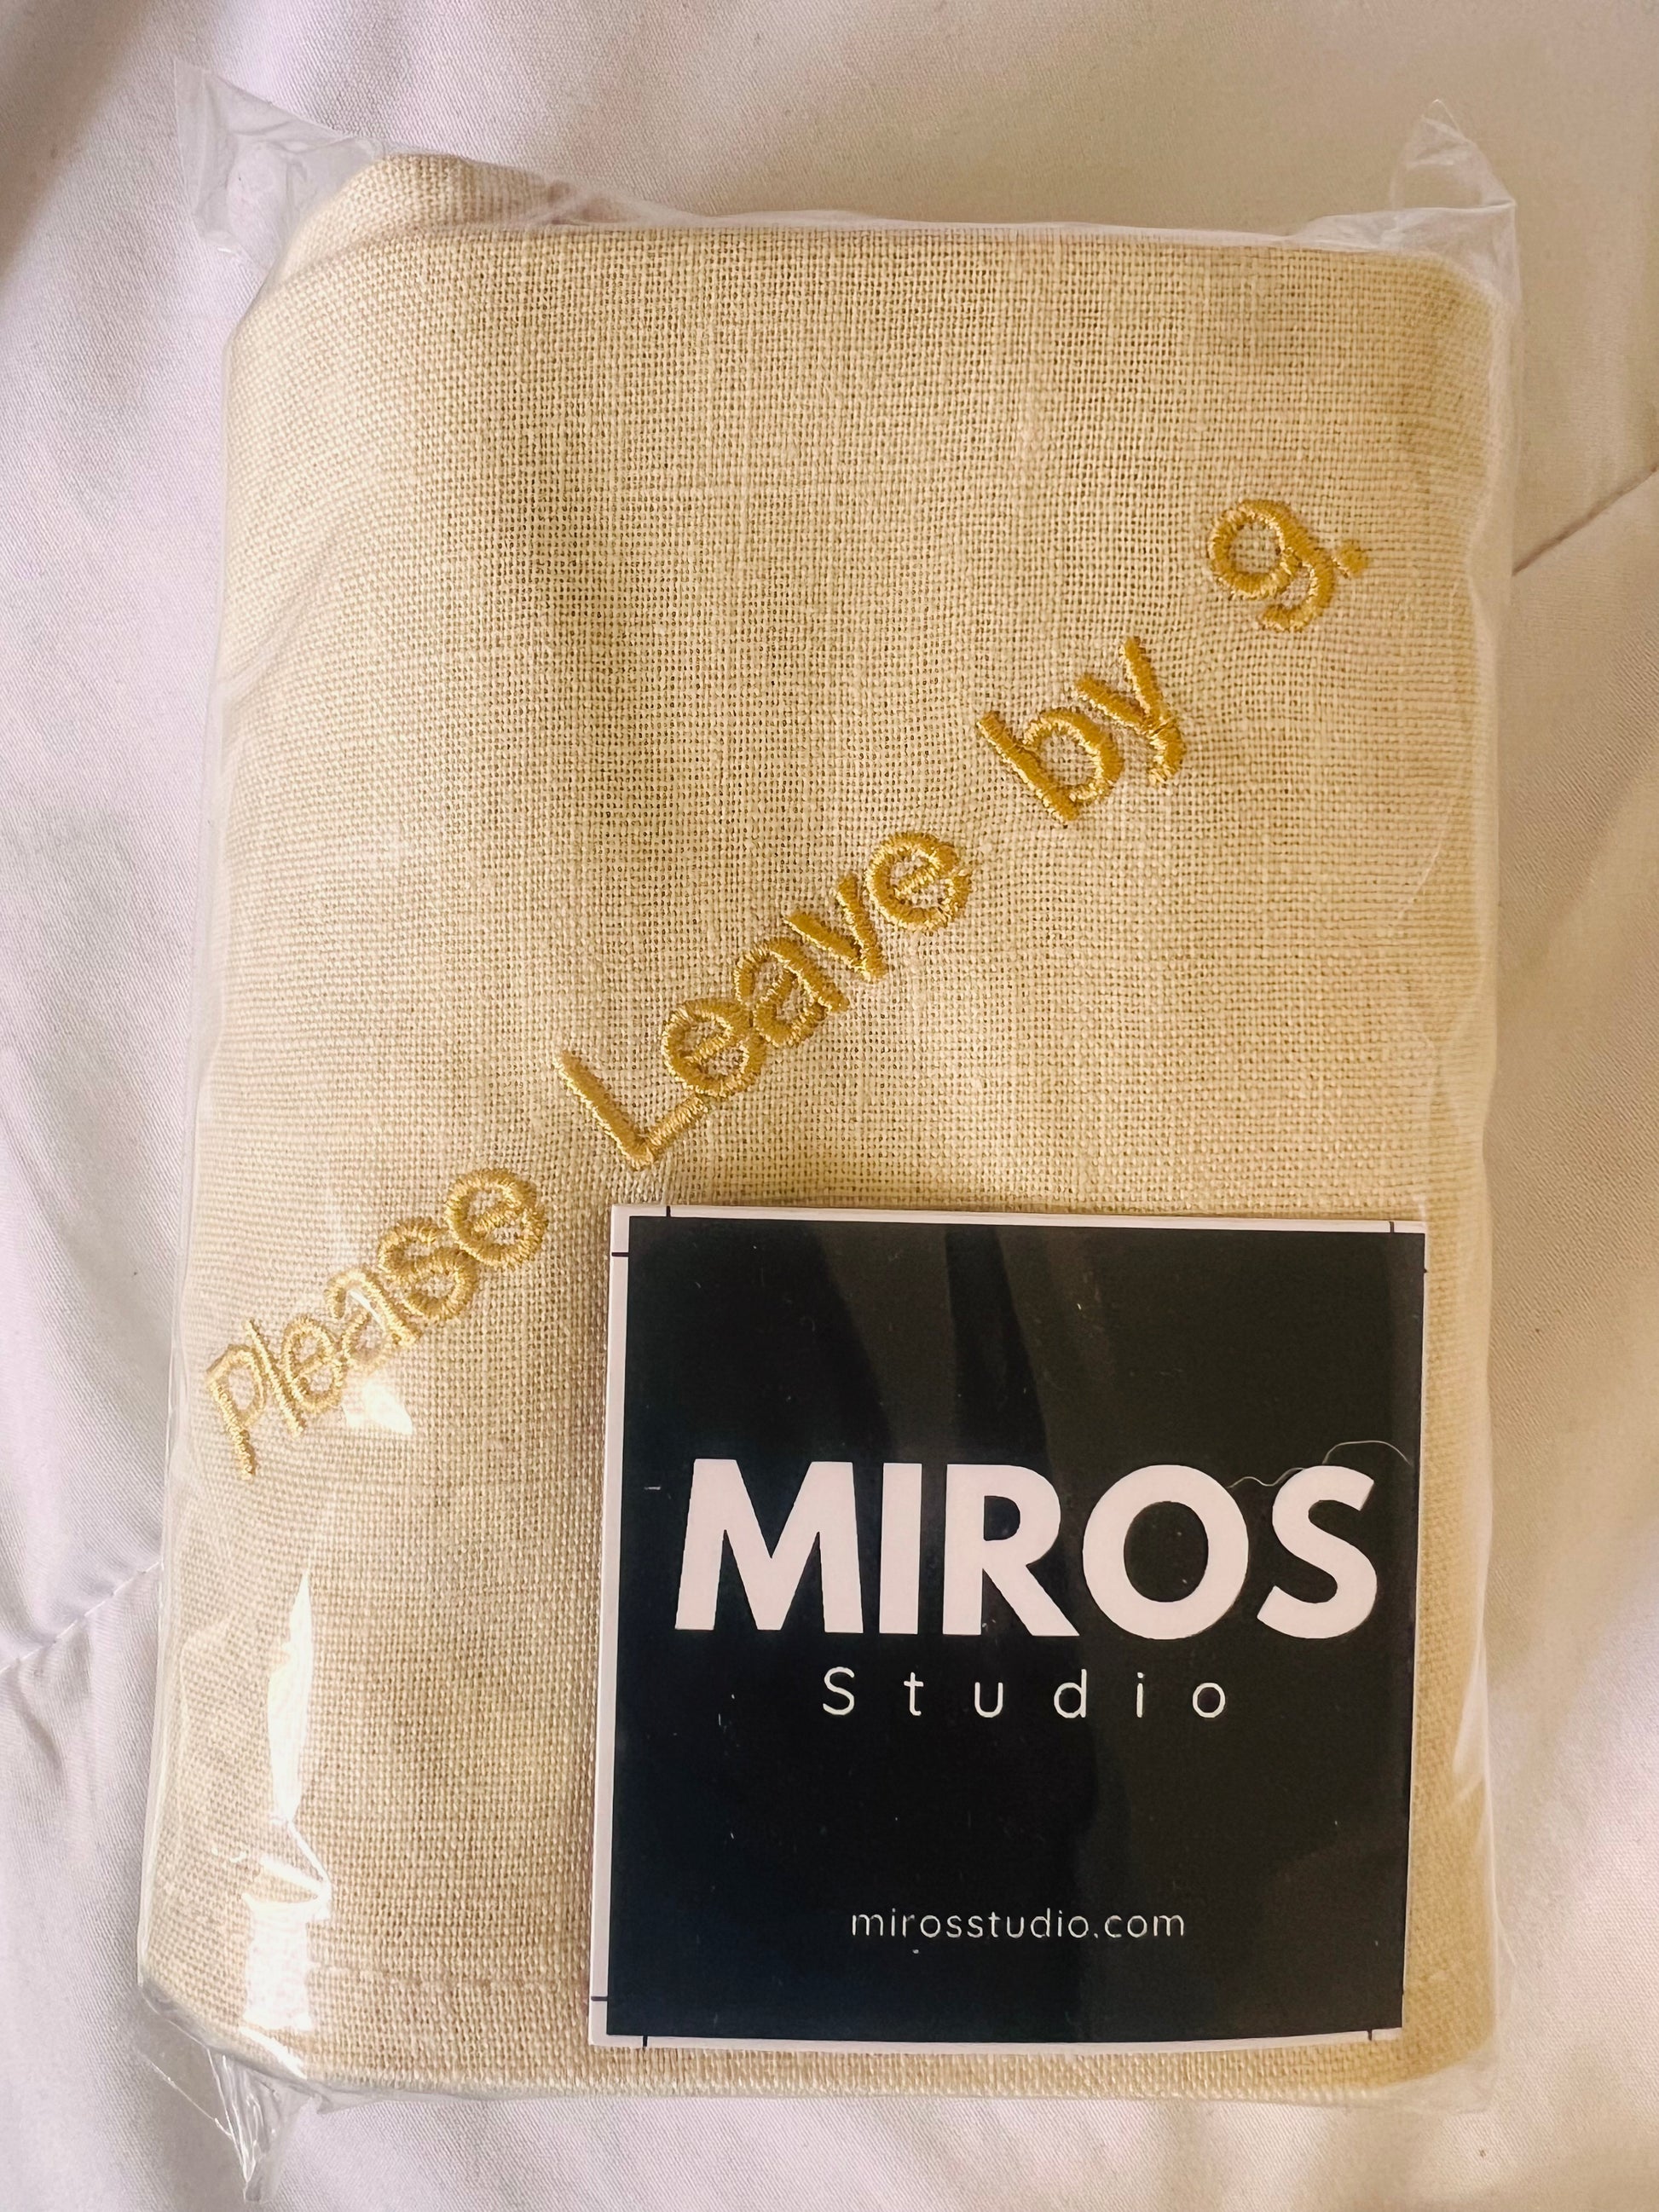 Please Leave by 9.
MIROS
Studio
mirosstudio.com